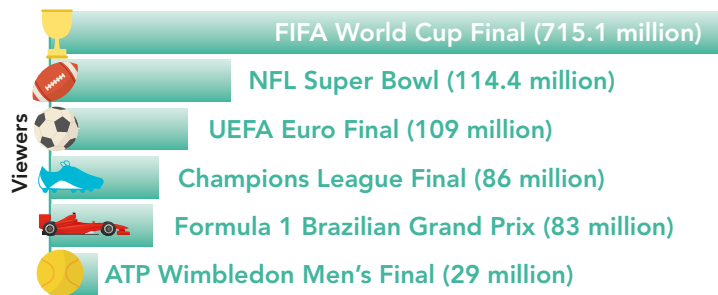 Viewers
FIFA World Cup Final (715.1 million)
NFL Super Bowl (114.4 million)
UEFA Euro Final (109 million)
Champions League Final (86 million)
Formula 1 Brazilian Grand Prix (83 million)
ATP Wimbledon Men’s Final (29 million)